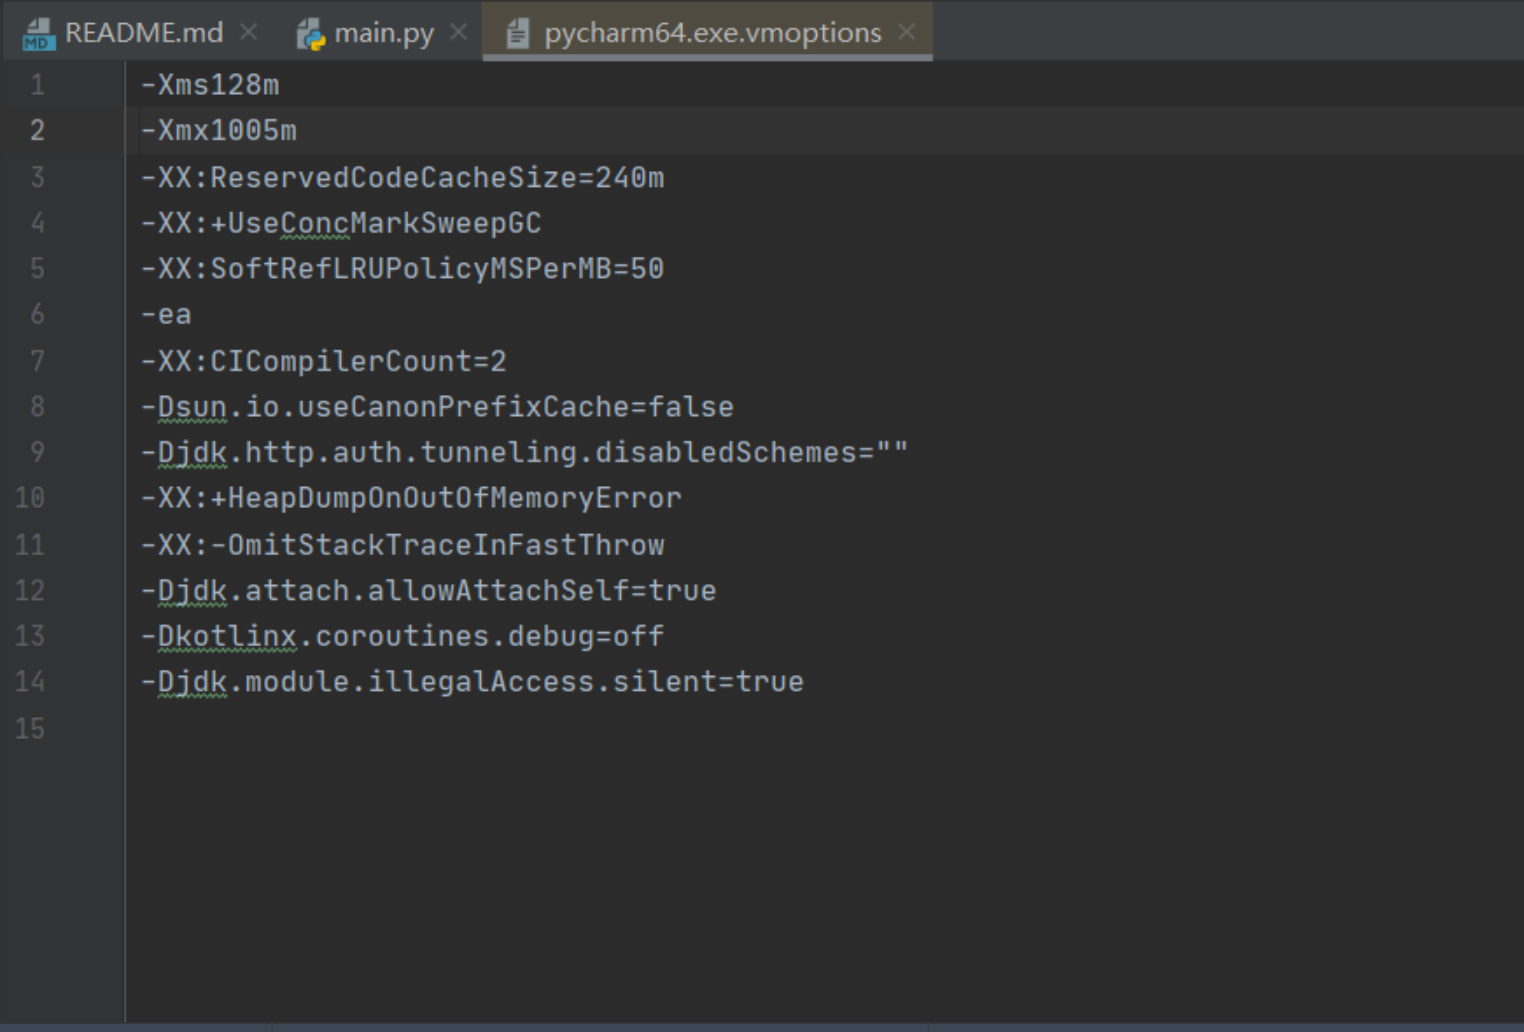 README.md main.py pycharm64.exe.vmoptions
1 -Xms128m
2 -Xmx1005m
3 -XX:ReservedCodeCacheSize=240m
4 -XX:+UseConcMarkSweepGC
5 -XX:SoftRefLRUPolicyMSPerMB=50
6 -ea
7 -XX:CICompilerCount=2
8 -Dsun.io.useCanonPrefixCache=false
9 -Djdk.http.auth.tunneling.disabledSchemes=""
10 -XX:+HeapDumpOnOutOfMemoryError
11 -XX:-OmitStackTraceInFastThrow
12 -Djdk.attach.allowAttachSelf=true
13 -Dkotlinx.coroutines.debug=off
14 -Djdk.module.illegalAccess.silent=true
15